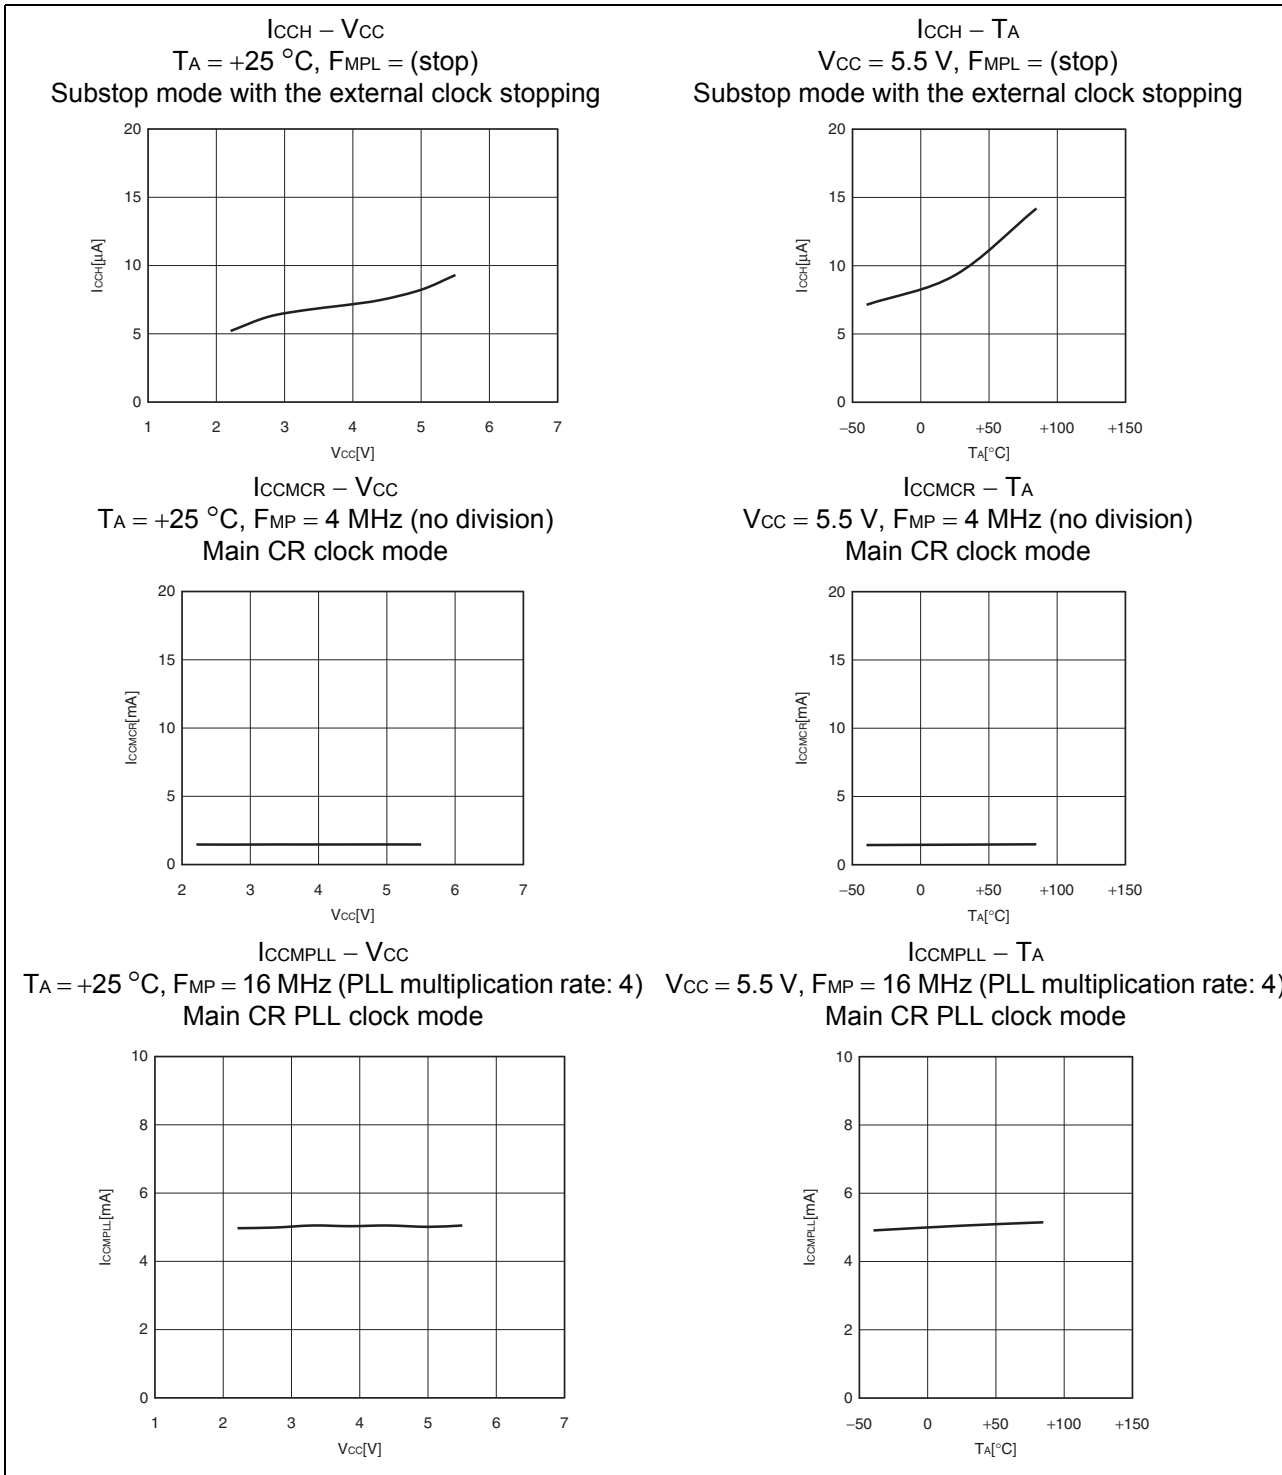 ICCH − VCC
TA = +25 °C, FMPL = (stop)
Substop mode with the external clock stopping
20
15
10
5
0
ICCH[μA]
1 2 3 4 5 6 7
VCC[V]
ICCH − TA
VCC = 5.5 V, FMPL = (stop)
Substop mode with the external clock stopping
20
15
10
5
0
ICCH[μA]
−50 0 +50 +100 +150
TA[°C]
ICCMCR − VCC
TA = +25 °C, FMP = 4 MHz (no division)
Main CR clock mode
20
15
10
5
0
ICCMCR[mA]
2 3 4 5 6 7
VCC[V]
ICCMCR − TA
VCC = 5.5 V, FMP = 4 MHz (no division)
Main CR clock mode
20
15
10
5
0
ICCMCR[mA]
−50 0 +50 +100 +150
TA[°C]
ICCMPLL − VCC
TA = +25 °C, FMP = 16 MHz (PLL multiplication rate: 4)
Main CR PLL clock mode
10
8
6
4
2
0
ICCMPLL[mA]
1 2 3 4 5 6 7
VCC[V]
ICCMPLL − TA
VCC = 5.5 V, FMP = 16 MHz (PLL multiplication rate: 4)
Main CR PLL clock mode
10
8
6
4
2
0
ICCMPLL[mA]
−50 0 +50 +100 +150
TA[°C]